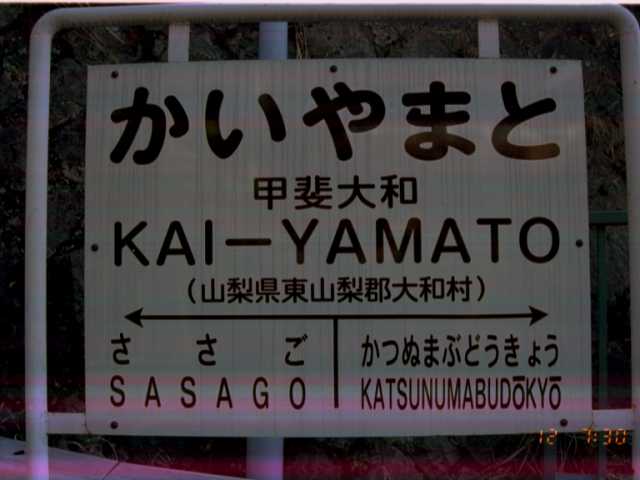 かいやまと
甲斐大和
KAI—YAMATO
（山梨県東山梨郡大和村）
さ さ ご かつぬまぶどうきょう
SASAGO KATSUNUMABUDŌKYŌ
12 7:30